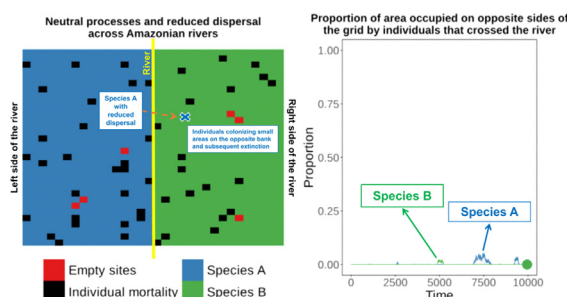 Neutral processes and reduced dispersal
across Amazonian rivers
River
Left side of the river
Species A
with
reduced
dispersal
Individuals colonizing small
areas on the opposite bank
and subsequent extinction
Right side of the river
Empty sites
Species A
Individual mortality
Species B
Proportion of area occupied on opposite sides of
the grid by individuals that crossed the river
Proportion
1.00
0.75
0.50
0.25
0.00
Species B
Species A
0
2500
5000
7500
10000
Time